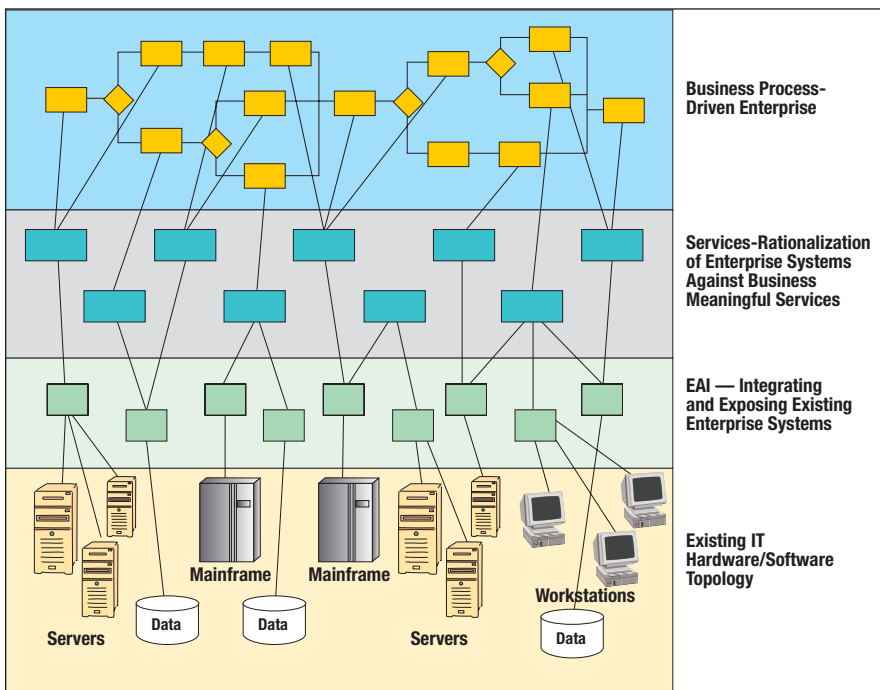 Business Process-
Driven Enterprise
Services-Rationalization
of Enterprise Systems
Against Business
Meaningful Services
EAI — Integrating
and Exposing Existing
Enterprise Systems
Existing IT
Hardware/Software
Topology
Mainframe
Mainframe
Workstations
Servers
Data
Data
Servers
Data